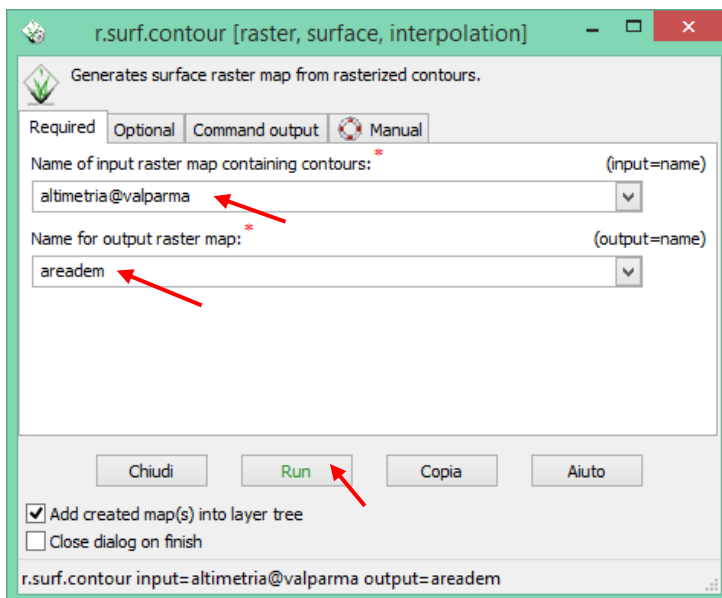 r.surf.contour [raster, surface, interpolation]
Generates surface raster map from rasterized contours.
Required Optional Command output Manual
Name of input raster map containing contours:* (input=name)
altimetria@valparma
Name for output raster map:* (output=name)
areadem
Chiudi Run Copia Aiuto
Add created map(s) into layer tree
Close dialog on finish
r.surf.contour input=altimetria@valparma output=areadem